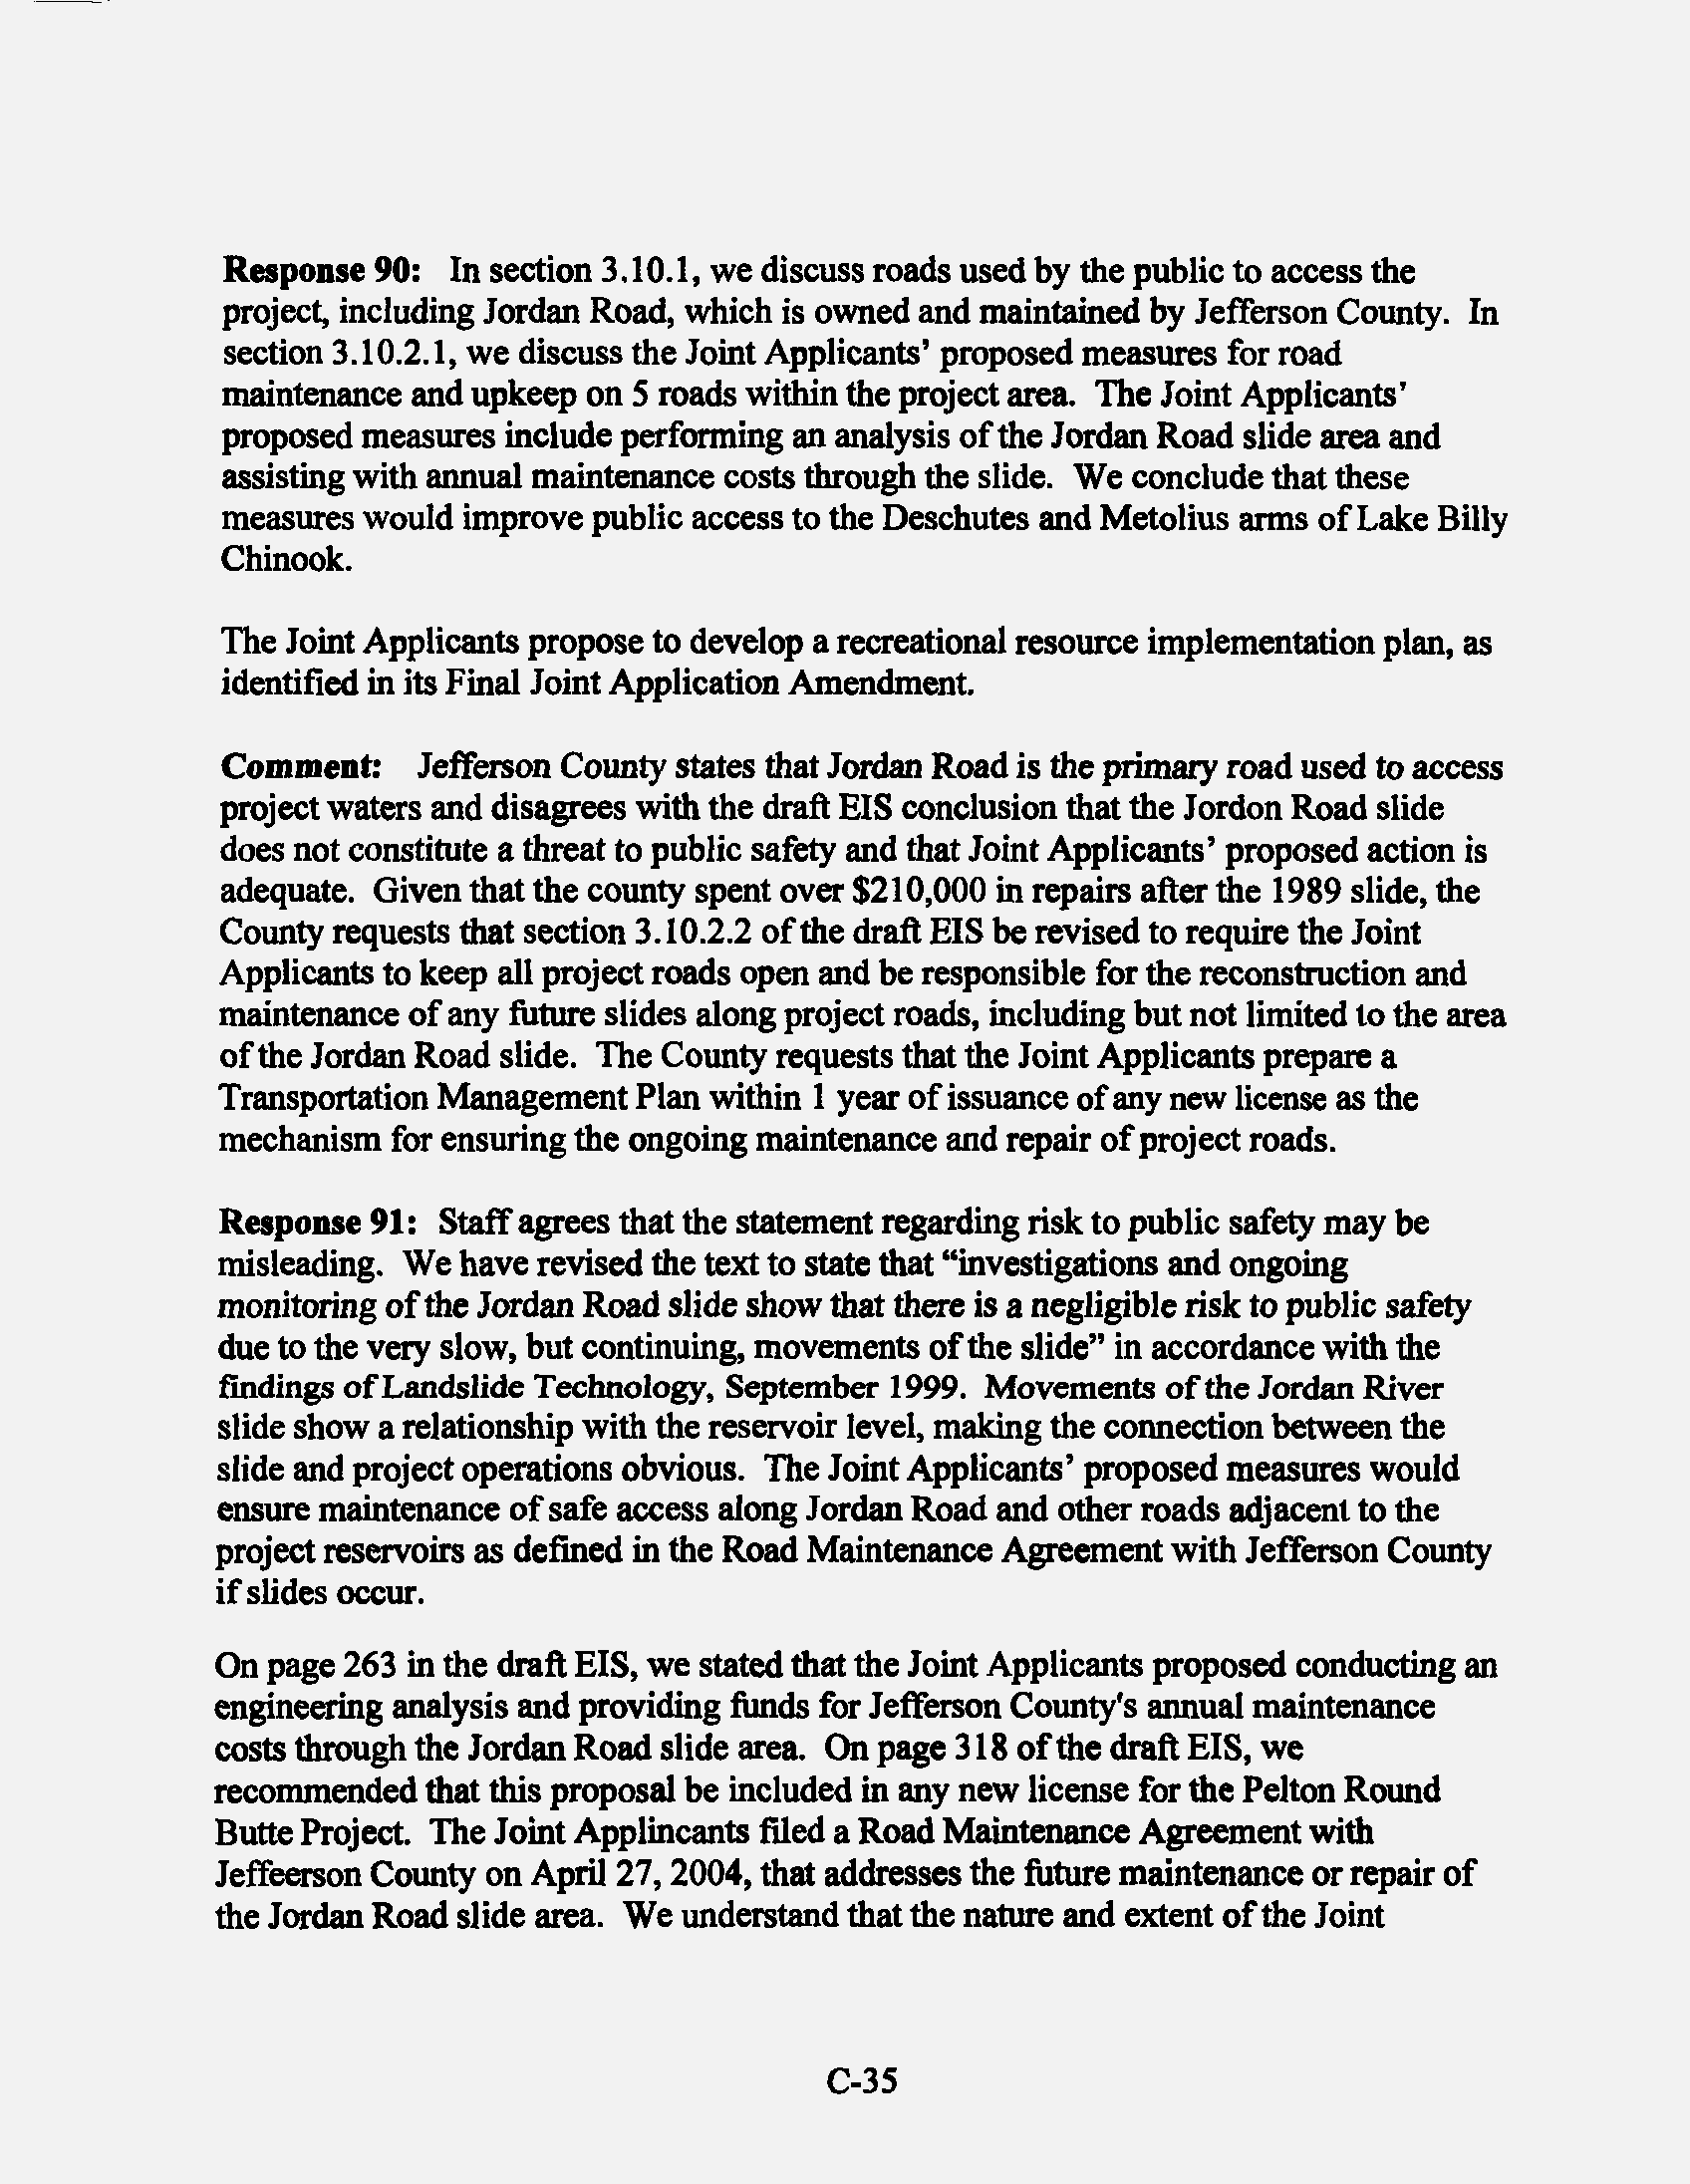 Response 90: In section 3.10.1, we discuss roads used by the public to access the
project, including Jordan Road, which is owned and maintained by Jefferson County. In
section 3.10.2.1, we discuss the Joint Applicants' proposed measures for road
maintenance and upkeep on 5 roads within the project area. The Joint Applicants'
proposed measures include performing an analysis of the Jordan Road slide area and
assisting with annual maintenance costs through the slide. We conclude that these
measures would improve public access to the Deschutes and Metolius arms of Lake Billy
Chinook.
The Joint Applicants propose to develop a recreational resource implementation plan, as
identified in its Final Joint Application Amendment.
Comment: Jefferson County states that Jordan Road is the primary road used to access
project waters and disagrees with the draft EIS conclusion that the Jordon Road slide
does not constitute a threat to public safety and that Joint Applicants' proposed action is
adequate. Given that the county spent over $210,000 in repairs after the 1989 slide, the
County requests that section 3.10.2.2 of the draft EIS be revised to require the Joint
Applicants to keep all project roads open and be responsible for the reconstruction and
maintenance of any future slides along project roads, including but not limited to the area
of the Jordan Road slide. The County requests that the Joint Applicants prepare a
Transportation Management Plan within 1 year of issuance of any new license as the
mechanism for ensuring the ongoing maintenance and repair of project roads.
Response 91: Staff agrees that the statement regarding risk to public safety may be
misleading. We have revised the text to state that “investigations and ongoing
monitoring of the Jordan Road slide show that there is a negligible risk to public safety
due to the very slow, but continuing, movements of the slide” in accordance with the
findings of Landslide Technology, September 1999. Movements of the Jordan River
slide show a relationship with the reservoir level, making the connection between the
slide and project operations obvious. The Joint Applicants' proposed measures would
ensure maintenance of safe access along Jordan Road and other roads adjacent to the
project reservoirs as defined in the Road Maintenance Agreement with Jefferson County
if slides occur.
On page 263 in the draft EIS, we stated that the Joint Applicants proposed conducting an
engineering analysis and providing funds for Jefferson County's annual maintenance
costs through the Jordan Road slide area. On page 318 of the draft EIS, we
recommended that this proposal be included in any new license for the Pelton Round
Butte Project. The Joint Applincants filed a Road Maintenance Agreement with
Jeffeerson County on April 27, 2004, that addresses the future maintenance or repair of
the Jordan Road slide area. We understand that the nature and extent of the Joint
C-35